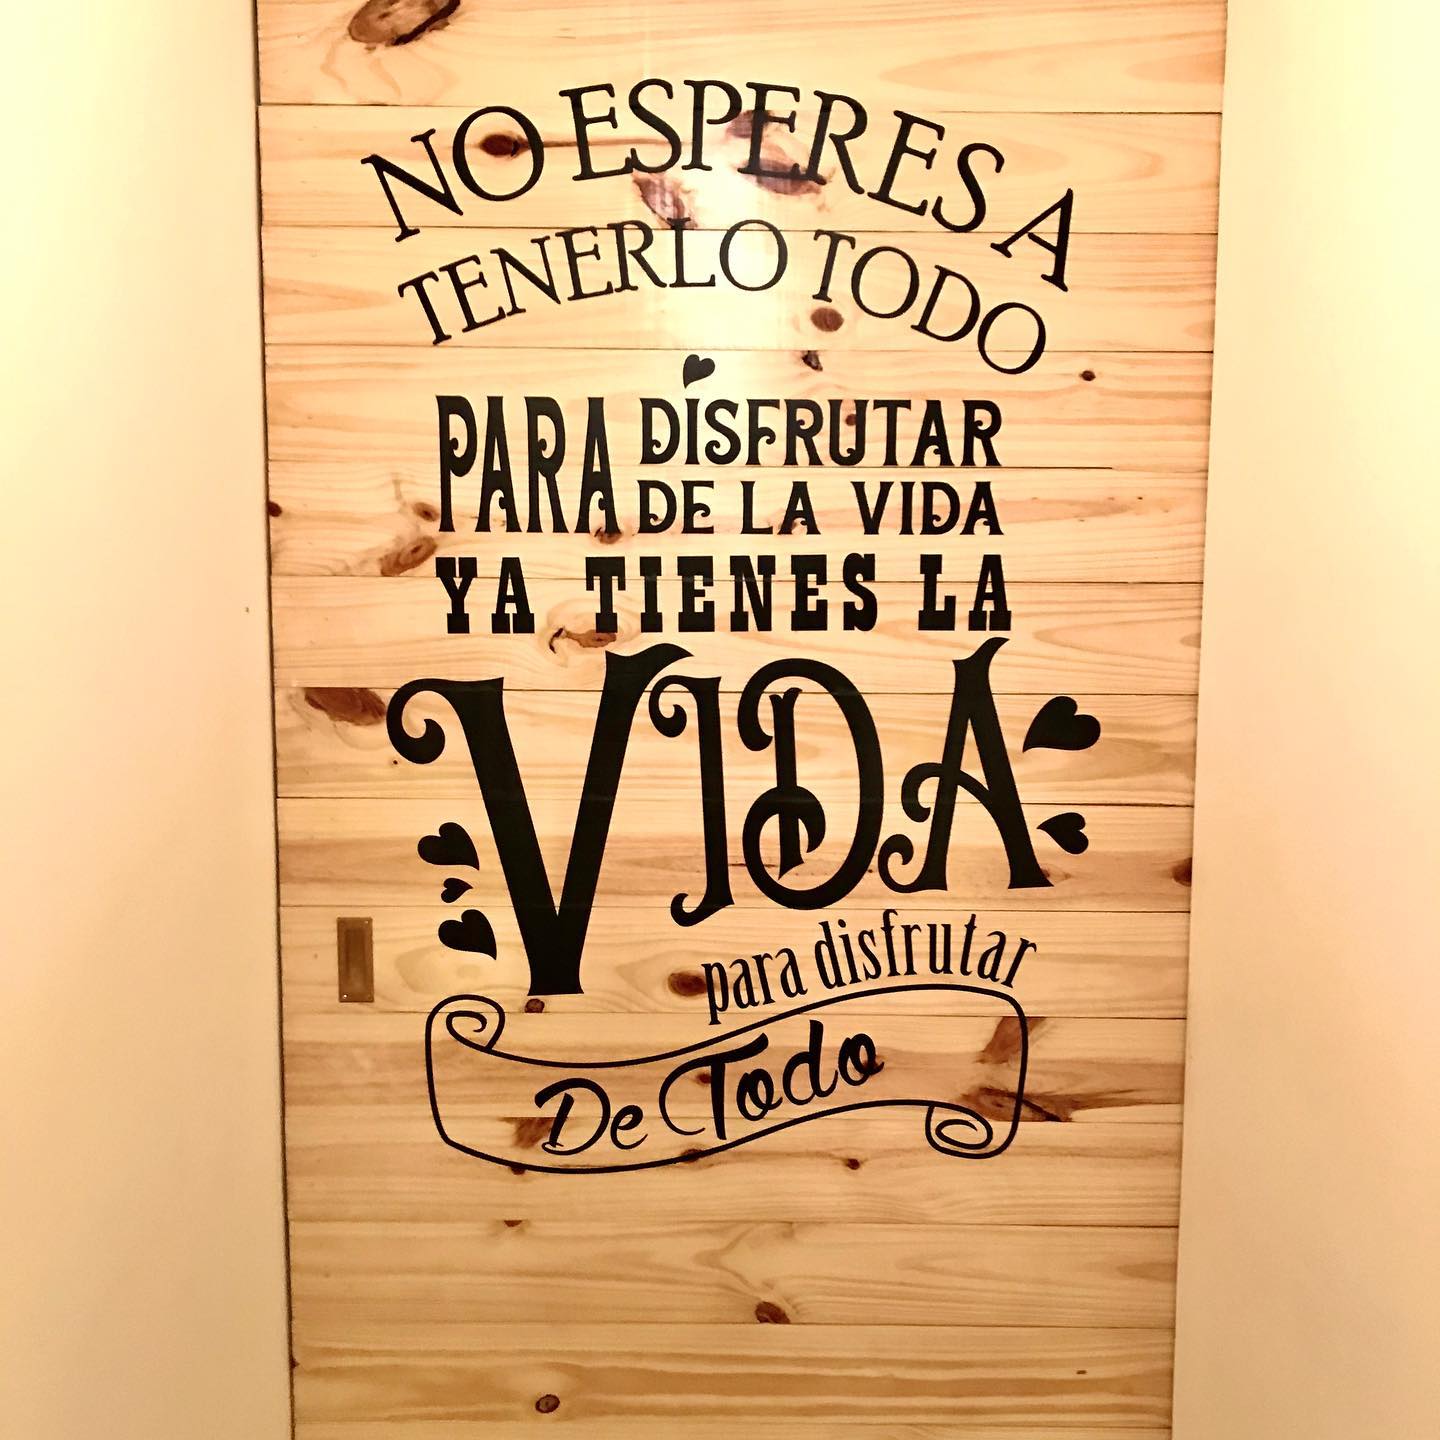 NO ESPERES A
TENERLO TODO
PARA DISFRUTAR
DE LA VIDA
YA TIENES LA
VIDA
para disfrutar
De Todo